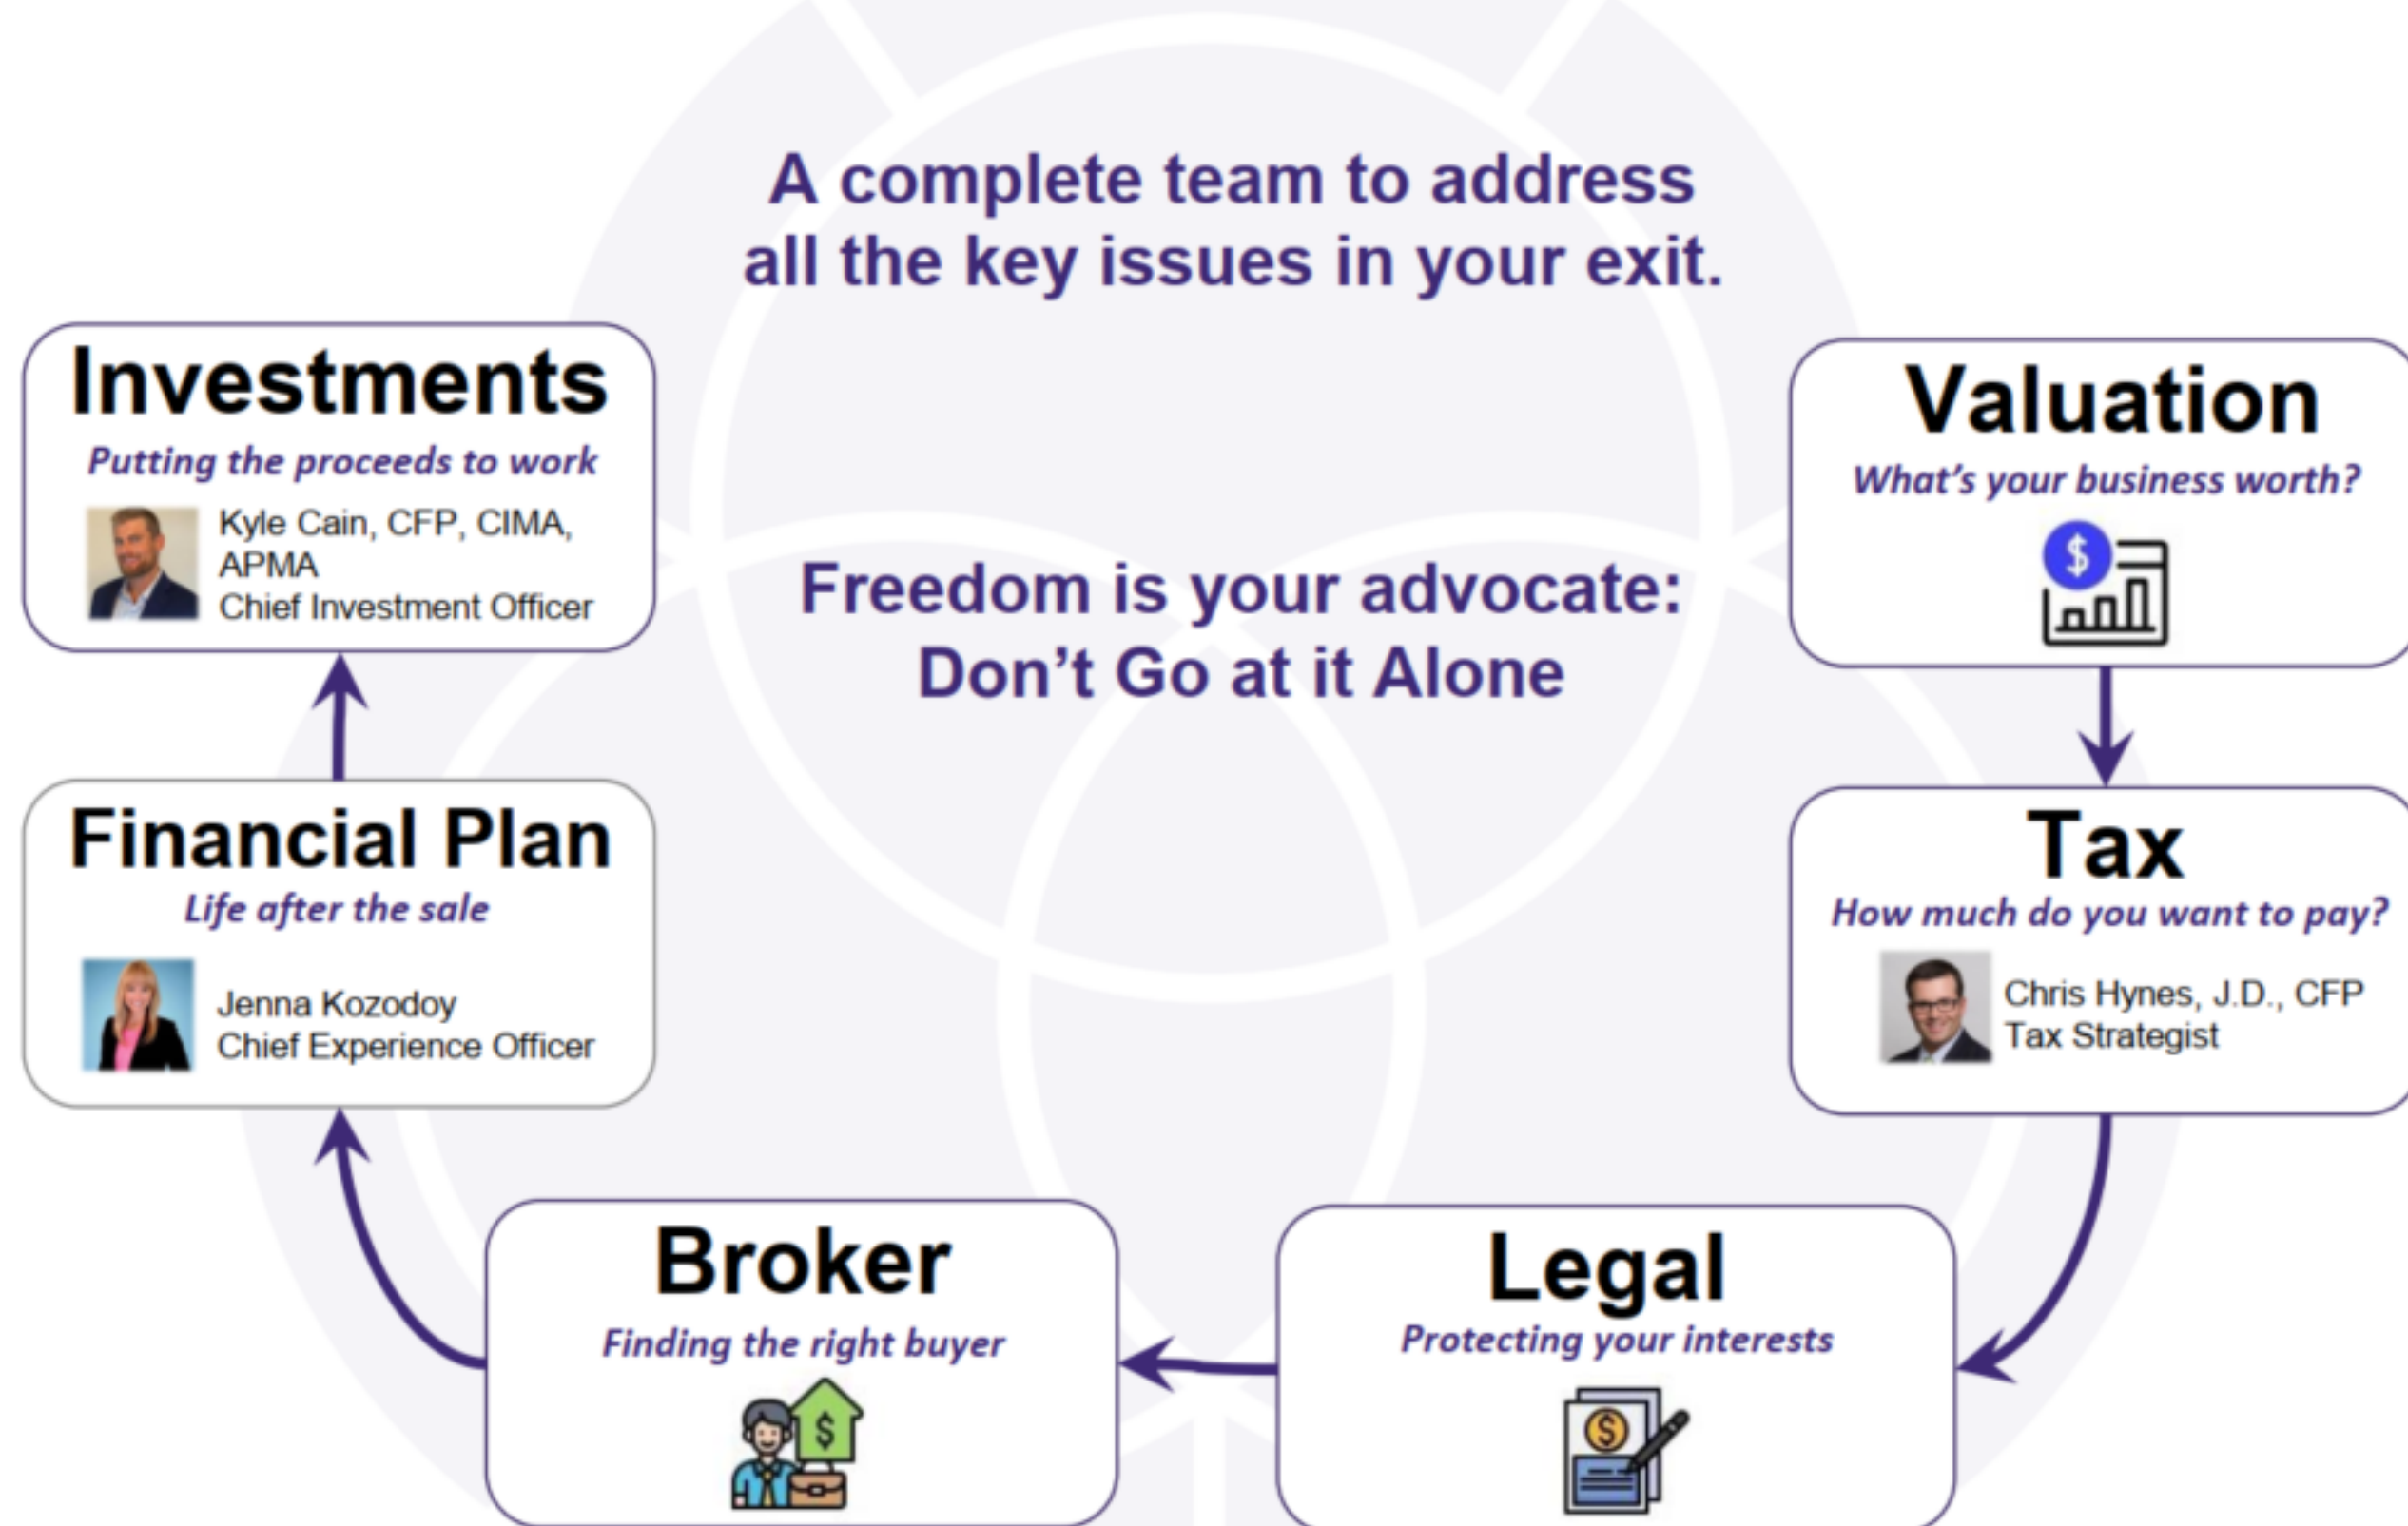 A complete team to address
all the key issues in your exit.
Freedom is your advocate:
Don’t Go at it Alone
Investments
Putting the proceeds to work
Kyle Cain, CFP, CIMA,
APMA
Chief Investment Officer
Valuation
What’s your business worth?
$
Financial Plan
Life after the sale
Jenna Kozodoy
Chief Experience Officer
Tax
How much do you want to pay?
Chris Hynes, J.D., CFP
Tax Strategist
Broker
Finding the right buyer
$
Legal
Protecting your interests
$